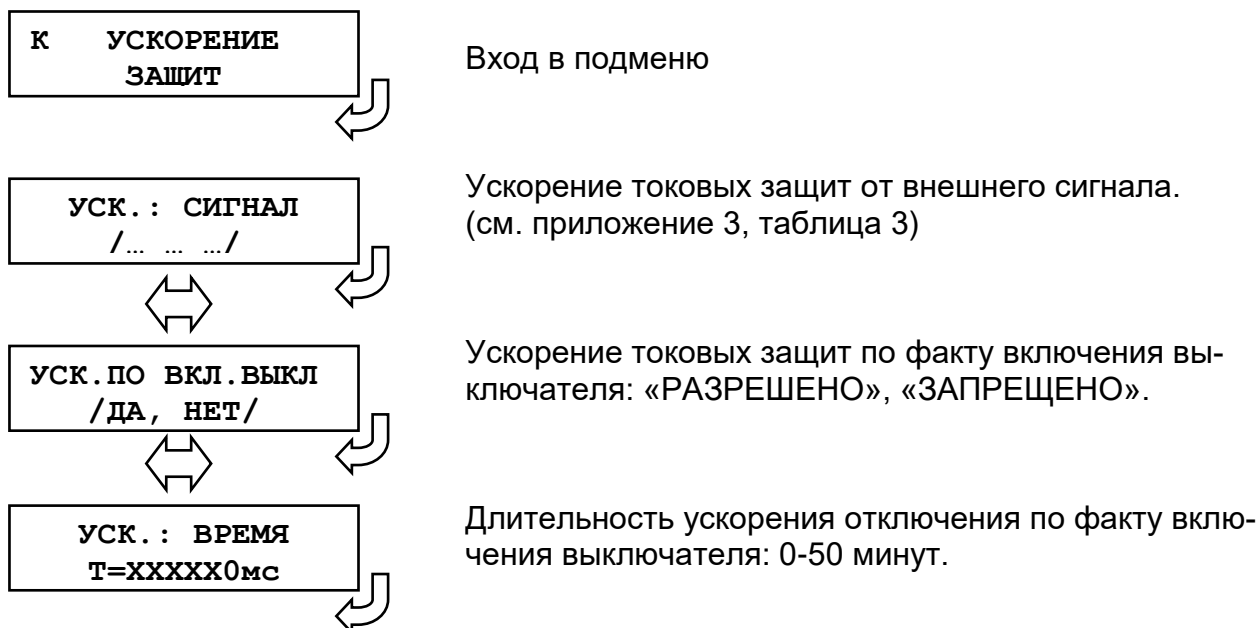 К УСКОРЕНИЕ
ЗАЩИТ
Вход в подменю
УСК.: СИГНАЛ
/… … …/
Ускорение токовых защит от внешнего сигнала.
(см. приложение 3, таблица 3)
УСК.ПО ВКЛ.ВЫКЛ
/ДА, НЕТ/
Ускорение токовых защит по факту включения вы-
ключателя: «РАЗРЕШЕНО», «ЗАПРЕЩЕНО».
УСК.: ВРЕМЯ
Т=ХХХХХ0мс
Длительность ускорения отключения по факту вклю-
чения выключателя: 0-50 минут.